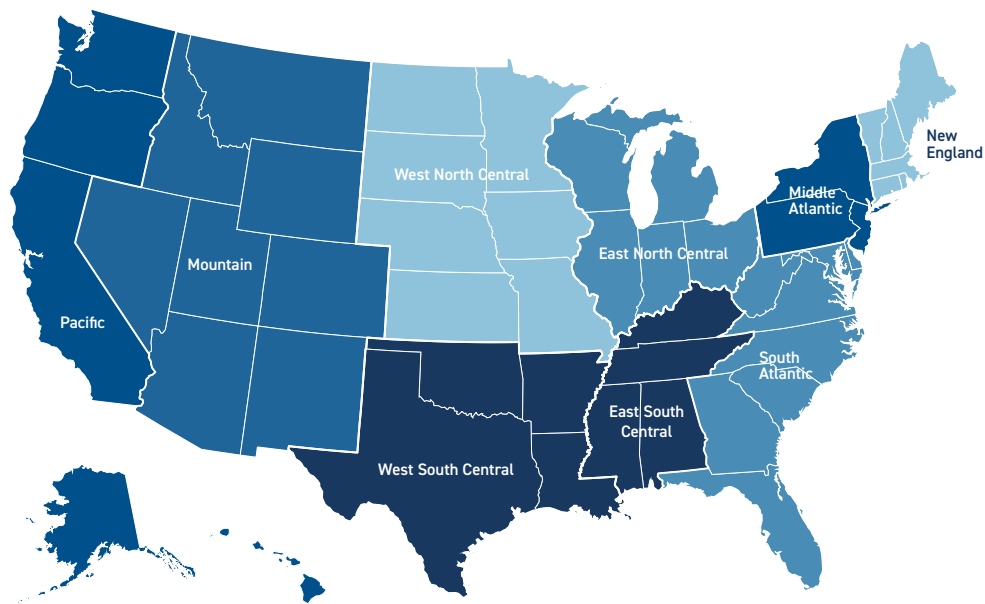 New
England
West North Central
Middle
Atlantic
East North Central
Mountain
Pacific
South
Atlantic
East South
Central
West South Central